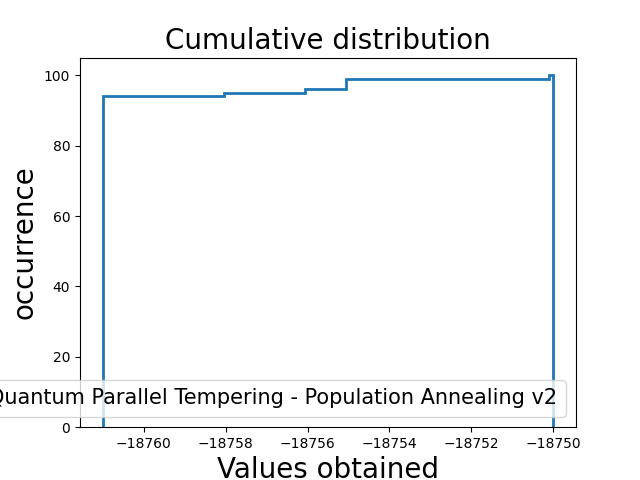 Cumulative distribution
occurrence
100
80
60
40
20
0
Parallel Tempering - Population Annealing v2
−18760 −18758 −18756 −18754 −18752 −18750
Values obtained